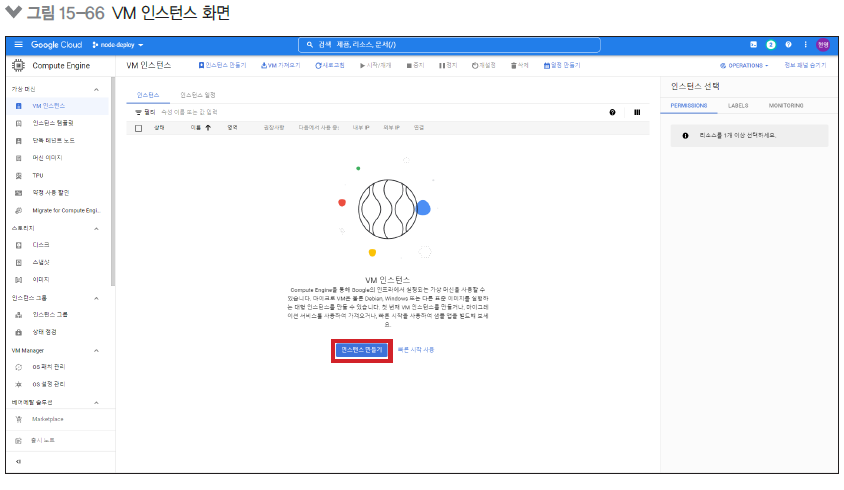 그림 15-66 VM 인스턴스 화면
Google Cloud
node-deploy
검색 제품, 리소스, 문서(/)
2
한영
Compute Engine
VM 인스턴스
인스턴스 만들기
VM 가져오기
새로고침
시작/재개
중지
정지
재설정
삭제
일정 만들기
OPERATIONS
정보 패널 숨기기
가상 머신
VM 인스턴스
인스턴스 템플릿
단독 테넌트 노드
머신 이미지
TPU
약정 사용 할인
Migrate for Compute Engi...
스토리지
디스크
스냅샷
이미지
인스턴스 그룹
인스턴스 그룹
상태 점검
VM Manager
OS 패치 관리
OS 설정 관리
베어메탈 솔루션
Marketplace
출시 노트
인스턴스
인스턴스 일정
필터 속성 이름 또는 값 입력
상태
이름
영역
권장사항
다음에서 사용 중:
내부 IP
외부 IP
연결
VM 인스턴스
Compute Engine을 통해 Google의 인프라에서 실행되는 가상 머신을 사용할 수
있습니다. 마이크로 VM은 물론 Debian, Windows 또는 다른 표준 이미지를 실행하
는 대형 인스턴스를 만들 수 있습니다. 첫 번째 VM 인스턴스를 만들거나, 마이그레
이션 서비스를 사용하여 가져오거나, 빠른 시작을 사용하여 샘플 앱을 빌드해 보세
요.
인스턴스 만들기
빠른 시작 사용
인스턴스 선택
PERMISSIONS
LABELS
MONITORING
리소스를 1개 이상 선택하세요.